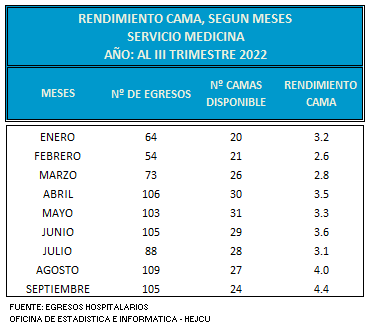 RENDIMIENTO CAMA, SEGUN MESES
SERVICIO MEDICINA
AÑO: AL III TRIMESTRE 2022
MESES Nº DE EGRESOS Nº CAMAS DISPONIBLE RENDIMIENTO CAMA
ENERO 64 20 3.2
FEBRERO 54 21 2.6
MARZO 73 26 2.8
ABRIL 106 30 3.5
MAYO 103 31 3.3
JUNIO 105 29 3.6
JULIO 88 28 3.1
AGOSTO 109 27 4.0
SEPTIEMBRE 105 24 4.4
FUENTE: EGRESOS HOSPITALARIOS
OFICINA DE ESTADISTICA E INFORMATICA - HEJCU